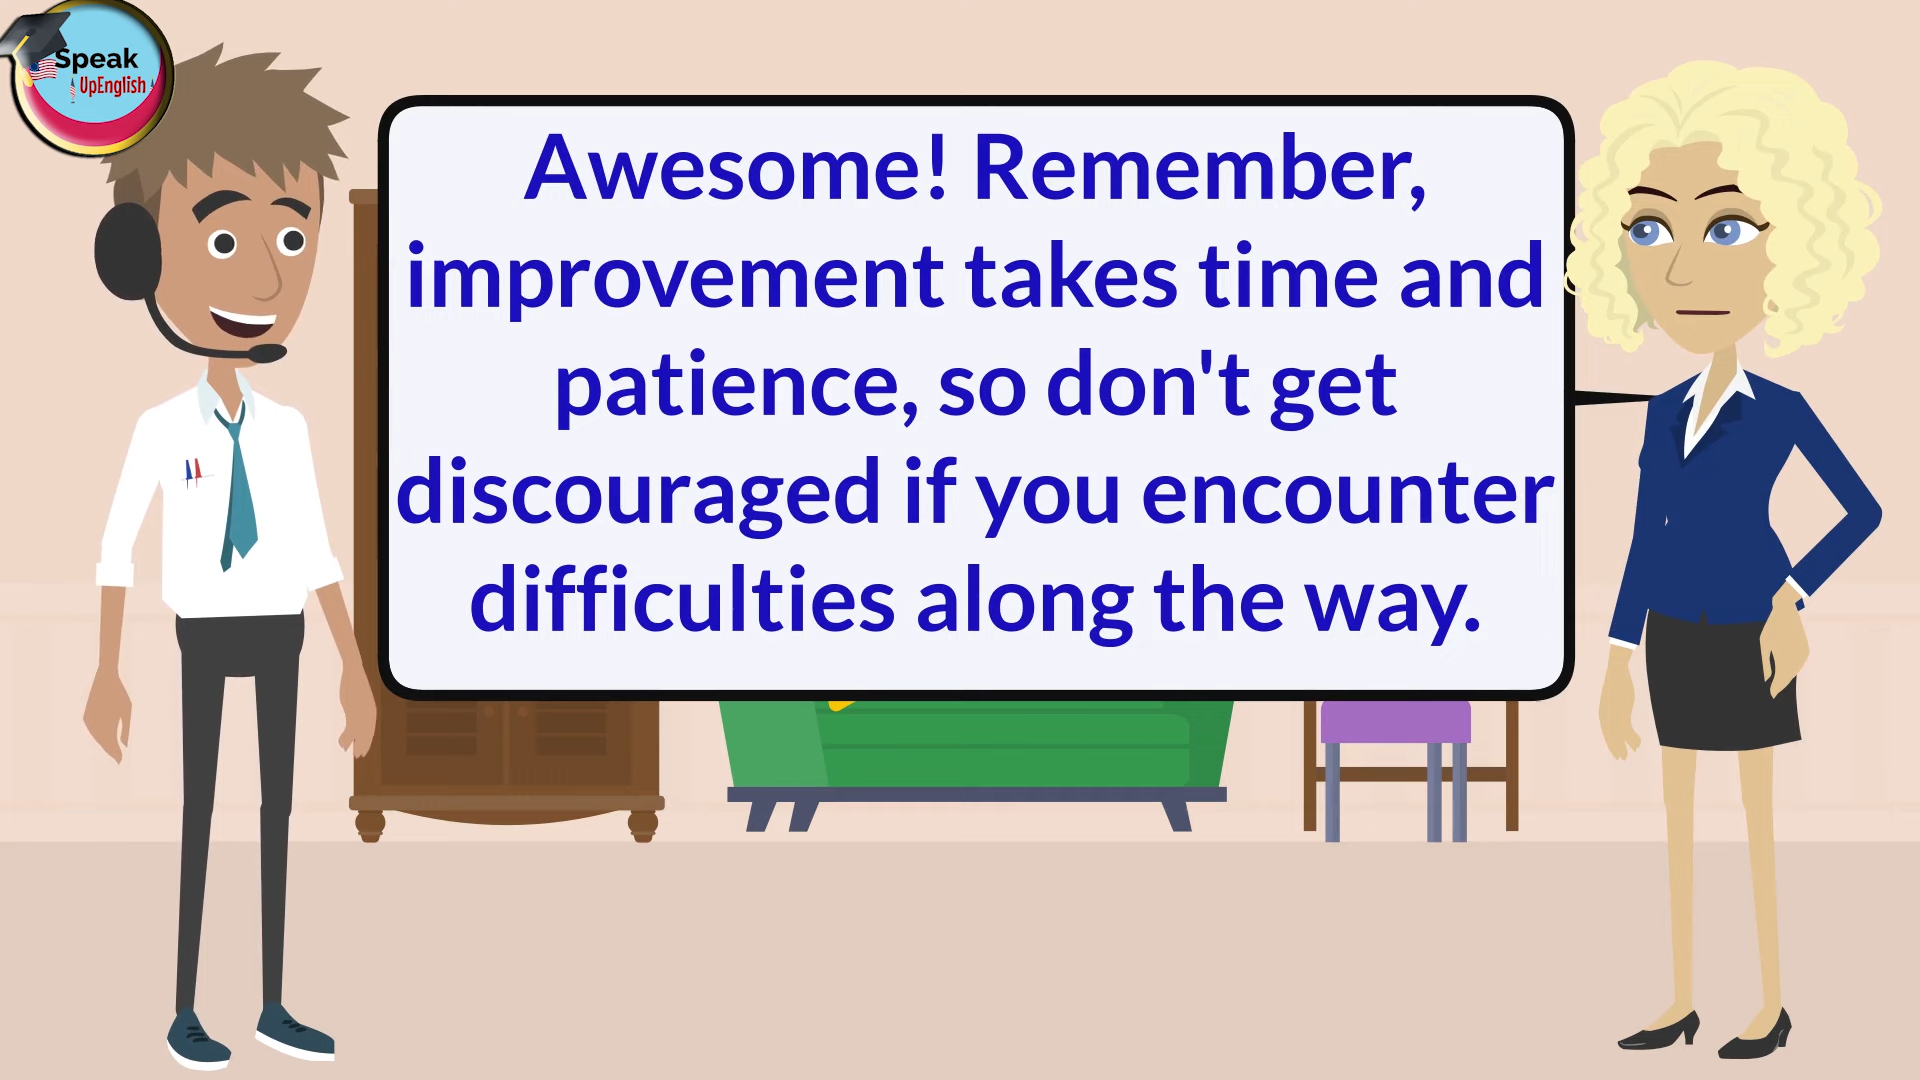 Speak
UpEnglish
Awesome! Remember,
improvement takes time and
patience, so don't get
discouraged if you encounter
difficulties along the way.